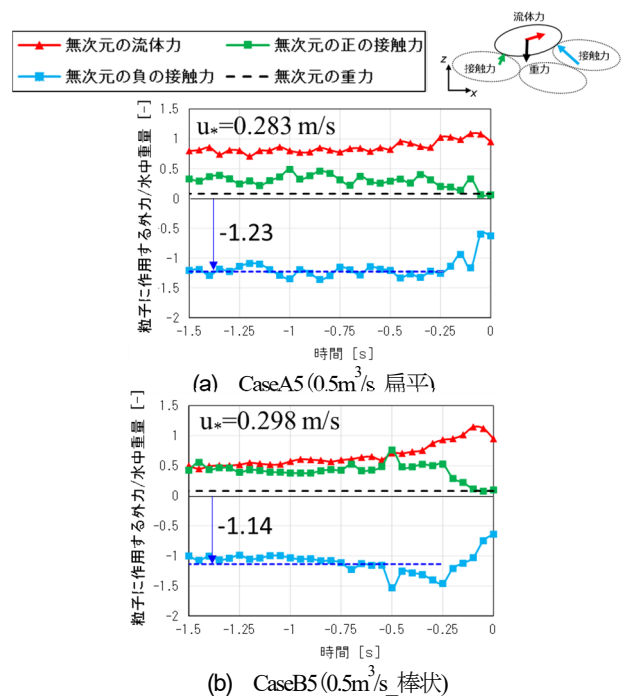 無次元の流体力
無次元の正の接触力
無次元の負の接触力
無次元の重力
流体力
接触力
重力
接触力
z
x
粒子に作用する外力/水中重量 [-]
1.5
1
0.5
0
-0.5
-1
-1.5
-2
u*=0.283 m/s
-1.23
-1.5
-1.25
-1
-0.75
-0.5
-0.25
0
時間 [s]
(a) CaseA5(0.5m³/s_扁平)
粒子に作用する外力/水中重量 [-]
1.5
1
0.5
0
-0.5
-1
-1.5
-2
u*=0.298 m/s
-1.14
-1.5
-1.25
-1
-0.75
-0.5
-0.25
0
時間 [s]
(b) CaseB5(0.5m³/s_棒状)